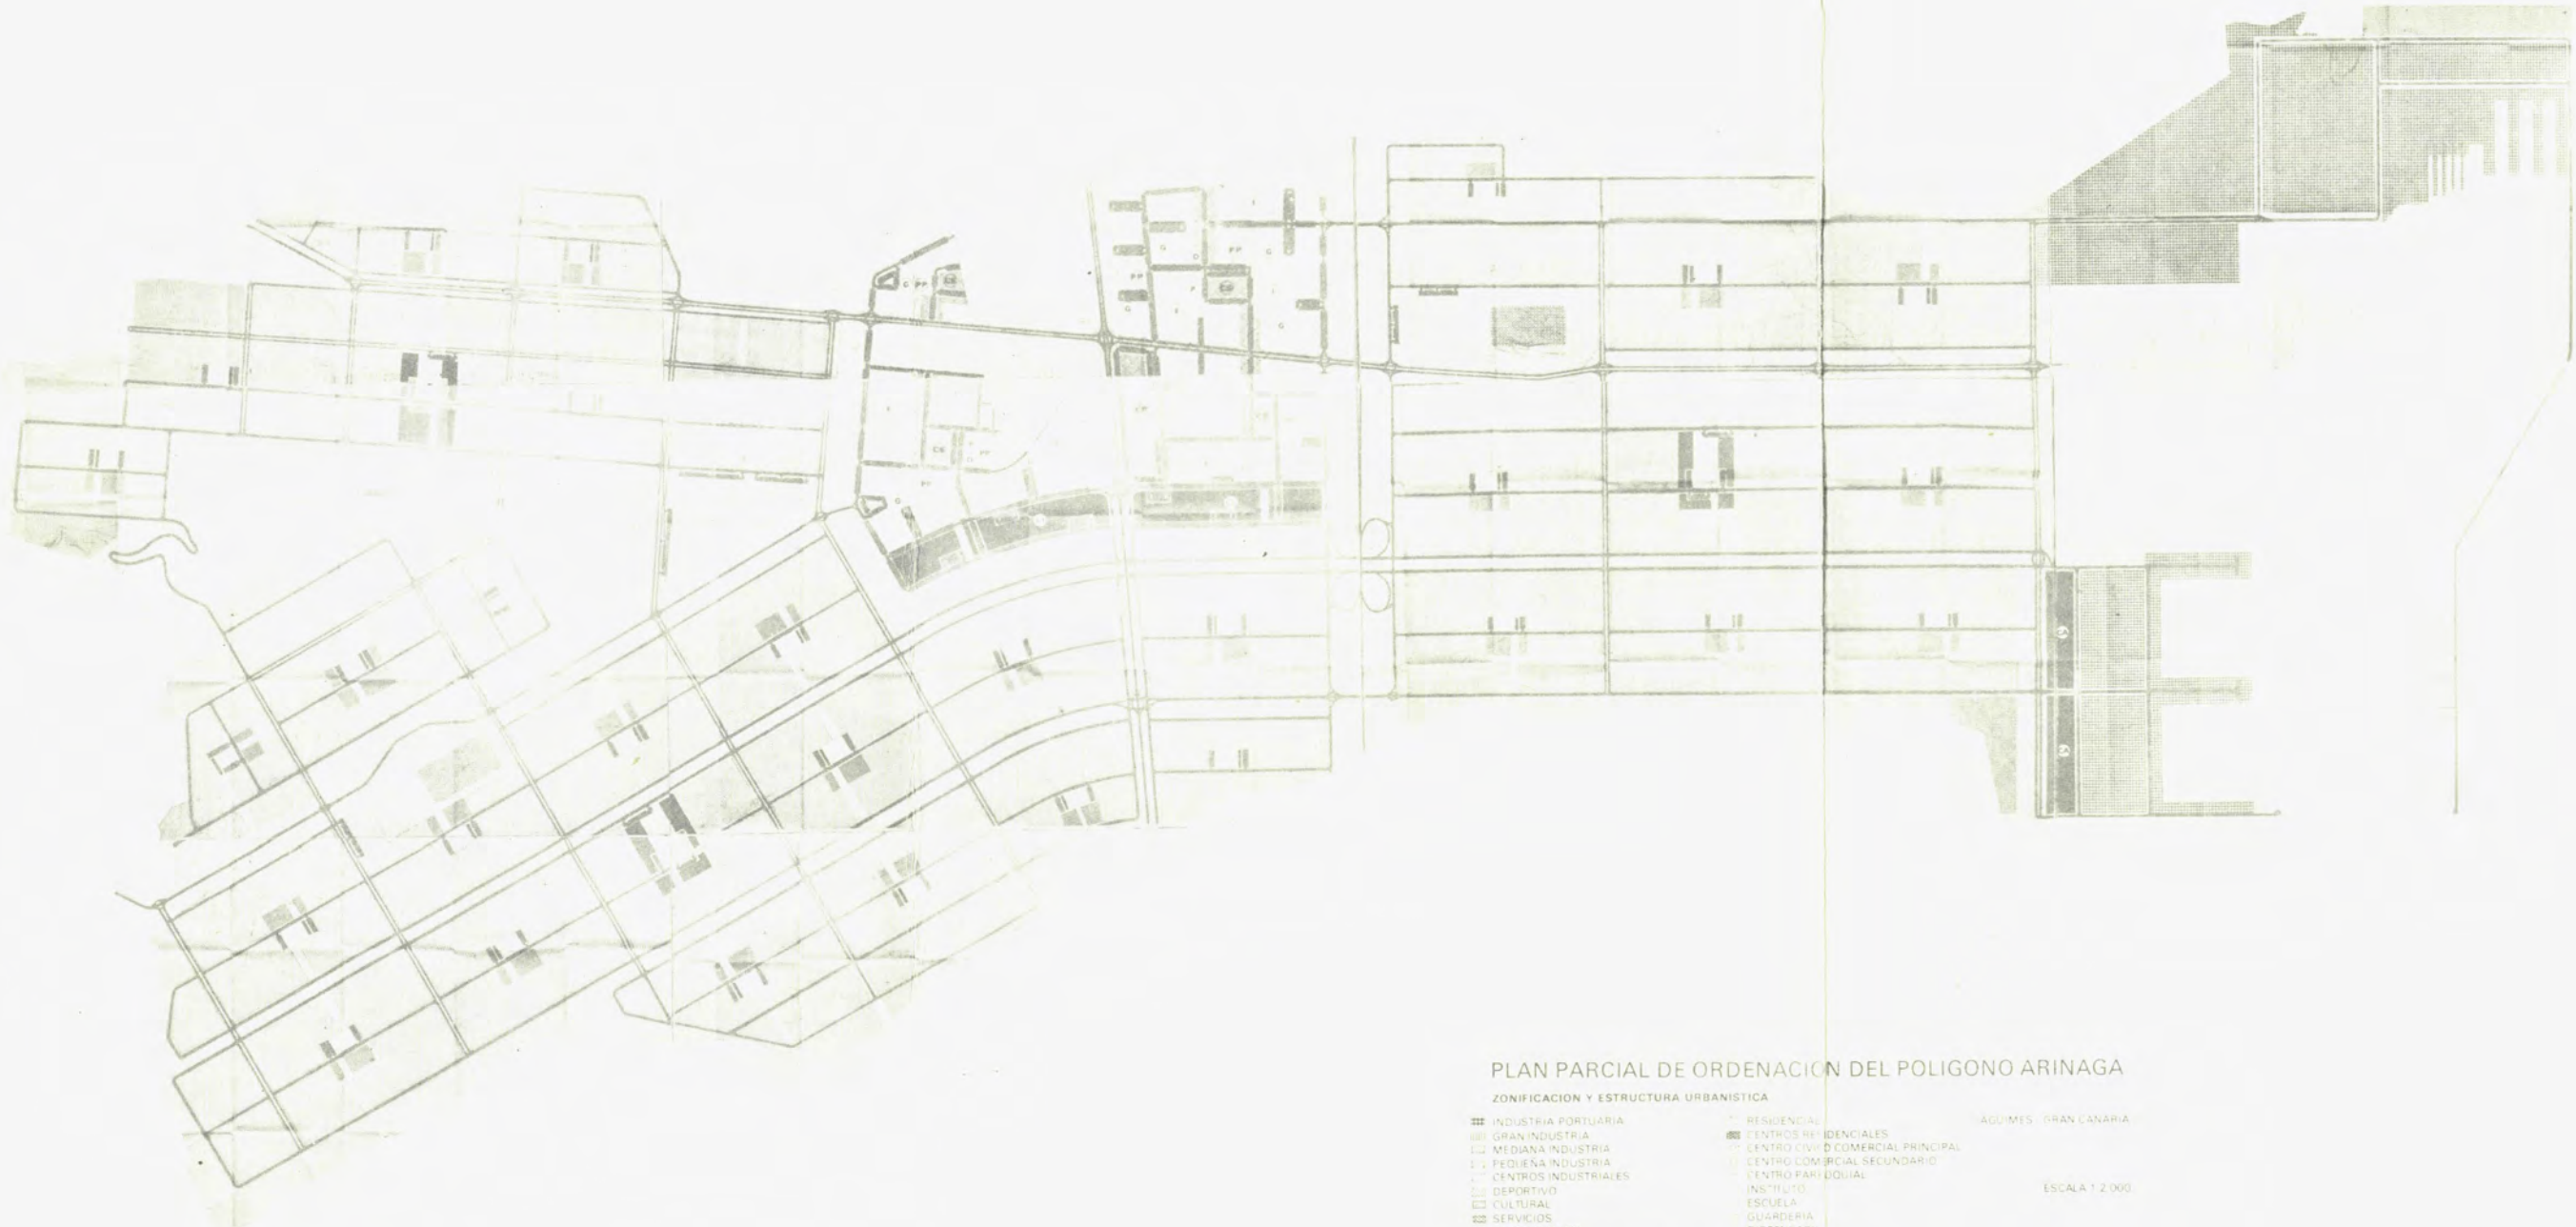 PLAN PARCIAL DE ORDENACION DEL POLIGONO ARINAGA
ZONIFICACION Y ESTRUCTURA URBANISTICA
AGUIMES GRAN CANARIA
INDUSTRIA PORTUARIA
GRAN INDUSTRIA
MEDIANA INDUSTRIA
PEQUEÑA INDUSTRIA
CENTROS INDUSTRIALES
DEPORTIVO
CULTURAL
SERVICIOS
RESIDENCIAL
CENTROS RESIDENCIALES
CENTRO CIVICO COMERCIAL PRINCIPAL
CENTRO COMERCIAL SECUNDARIO
CENTRO PARROQUIAL
INSTITUTO
ESCUELA
GUARDERIA
ESCALA 1:2.000